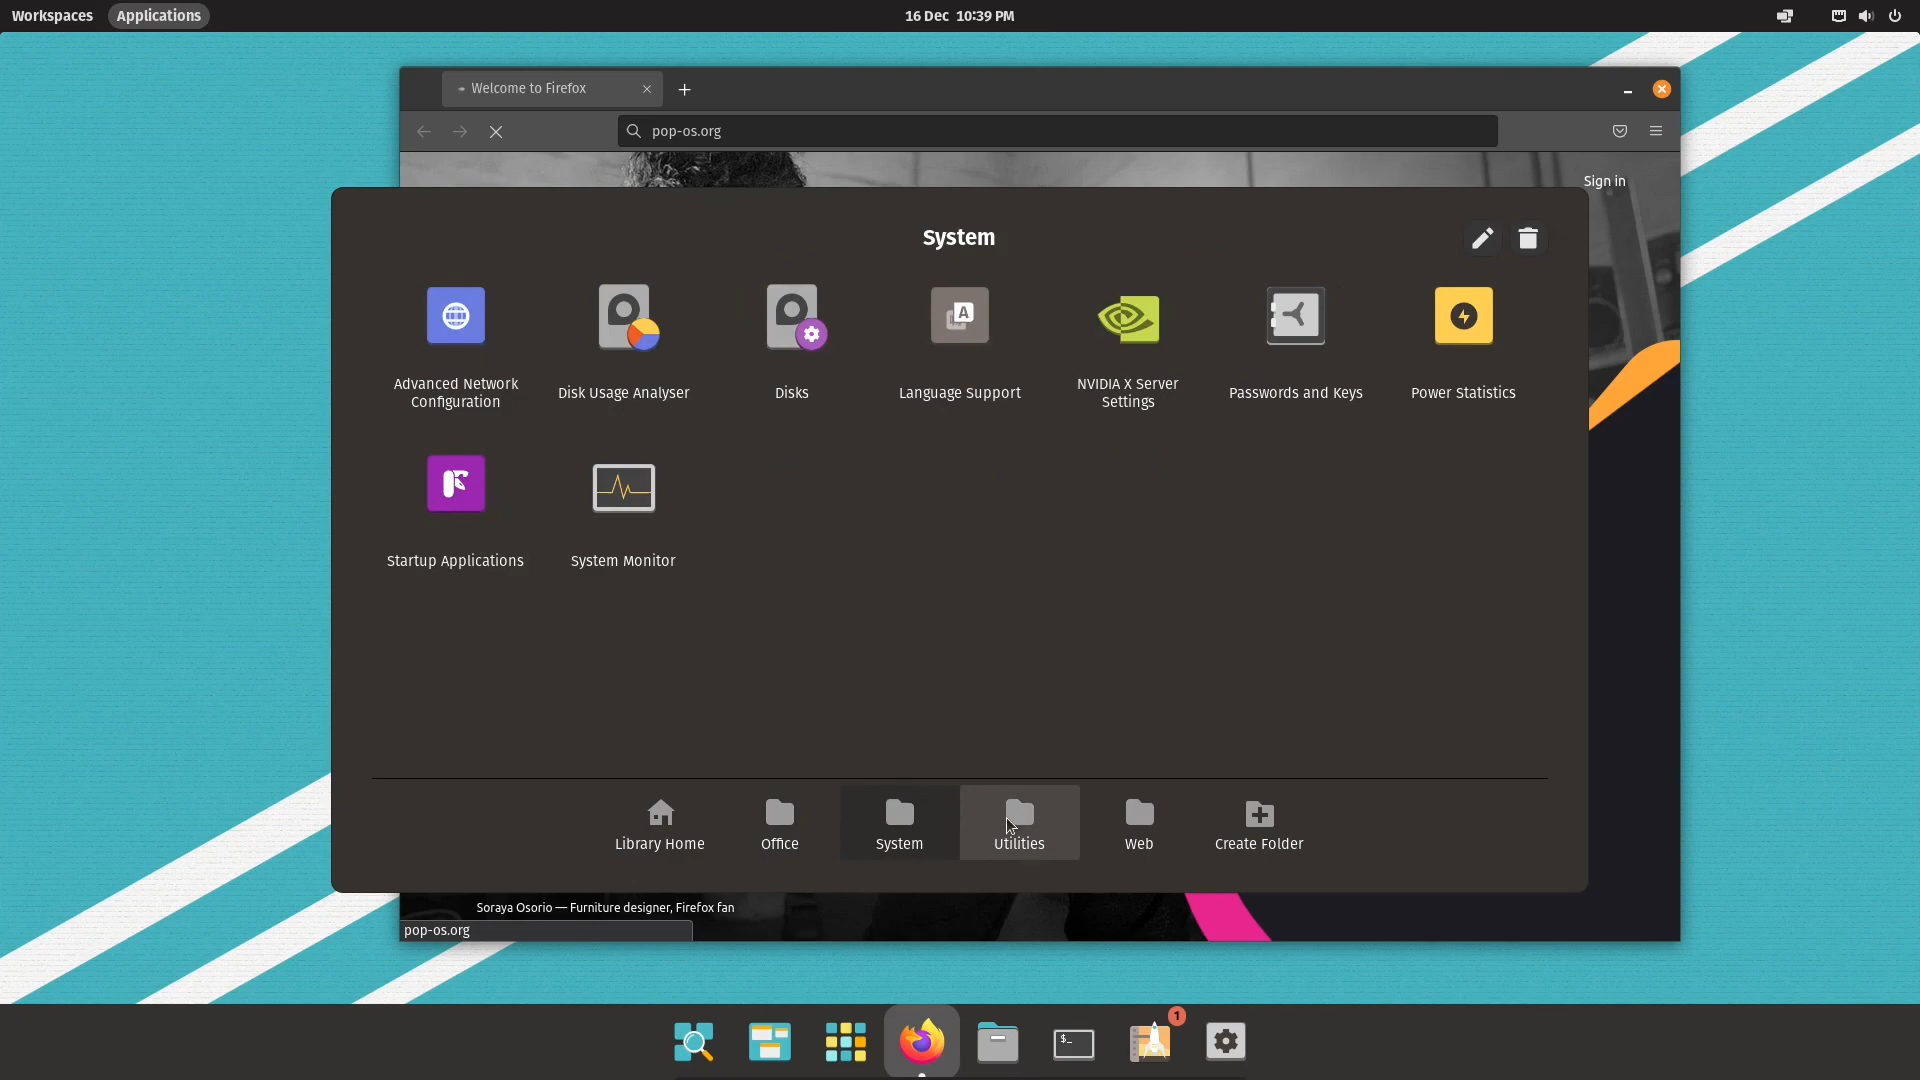 Workspaces Applications 16 Dec 10:39 PM
Welcome to Firefox
pop-os.org
Sign in
System
Advanced Network
Configuration
Disk Usage Analyser
Disks
Language Support
NVIDIA X Server
Settings
Passwords and Keys
Power Statistics
Startup Applications
System Monitor
Library Home
Office
System
Utilities
Web
Create Folder
Soraya Osorio — Furniture designer, Firefox fan
pop-os.org
1